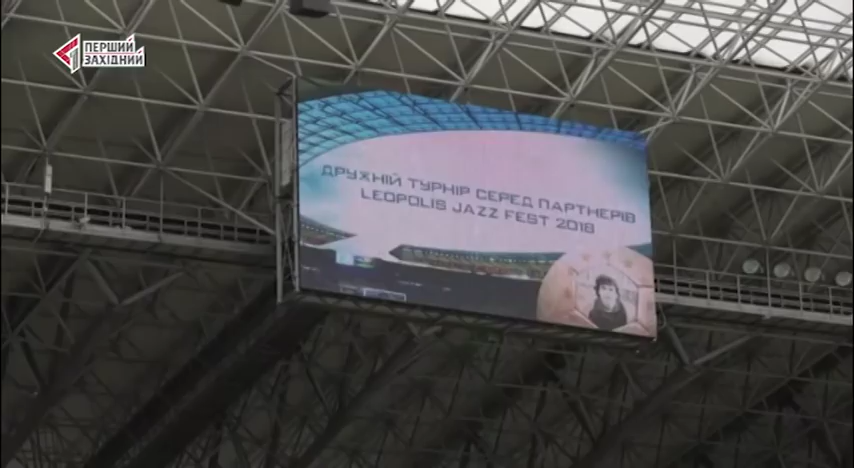 ПЕРШИЙ
ЗАХІДНИЙ
ДРУЖНІЙ ТУРНІР СЕРЕД ПАРТНЕРІВ
LEOPOLIS JAZZ FEST 2018